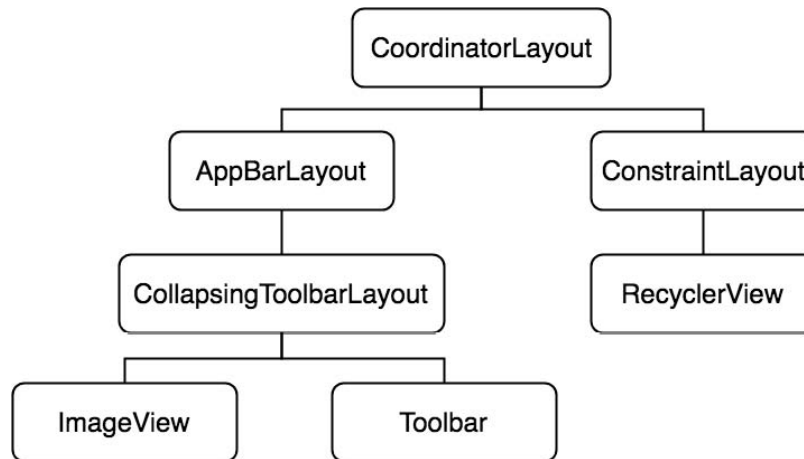 CoordinatorLayout
AppBarLayout
ConstraintLayout
CollapsingToolbarLayout
RecyclerView
ImageView
Toolbar